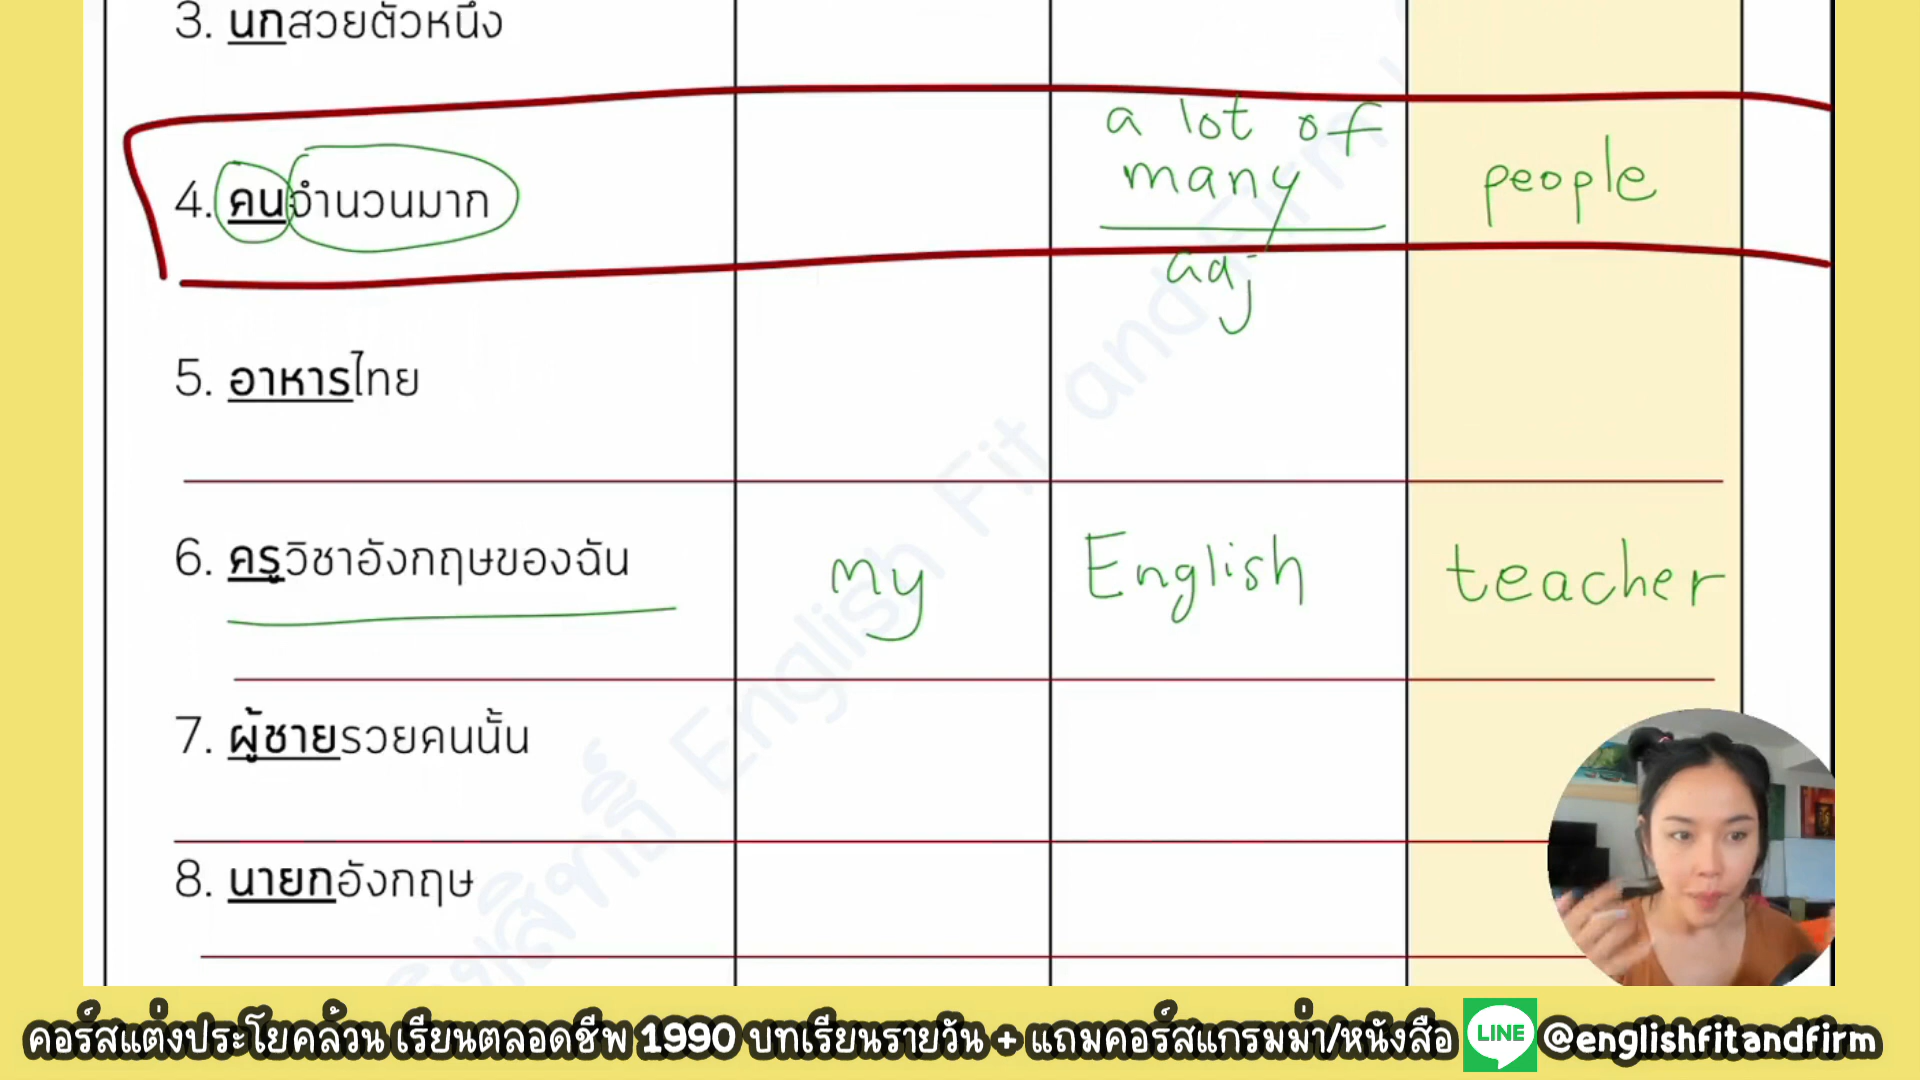 3. นกสวยตัวหนึ่ง
a lot of
many
people
4. คนจำนวนมาก
adj
5. อาหารไทย
6. ครูวิชาอังกฤษของฉัน
my
English
teacher
7. ผู้ชายรวยคนนั้น
8. นายกอังกฤษ
English Fit and Firm
คอร์สแต่งประโยคล้วน เรียนตลอดชีพ 1990 บทเรียนรายวัน + แถมคอร์สแกรมม่า/หนังสือ LINE @englishfitandfirm